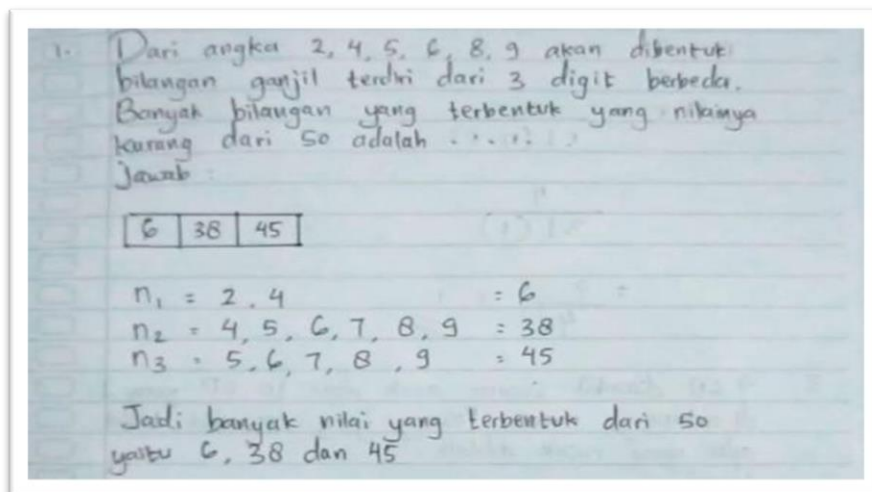 1. Dari angka 2, 4, 5, 6, 8, 9 akan dibentuk
bilangan ganjil terdiri dari 3 digit berbeda.
Banyak bilangan yang terbentuk yang nilainya
kurang dari 50 adalah ....
Jawab :
6 38 45
n1 = 2, 4 = 6
n2 = 4, 5, 6, 7, 8, 9 = 38
n3 = 5, 6, 7, 8, 9 = 45
Jadi banyak nilai yang terbentuk dari 50
yaitu 6, 38 dan 45